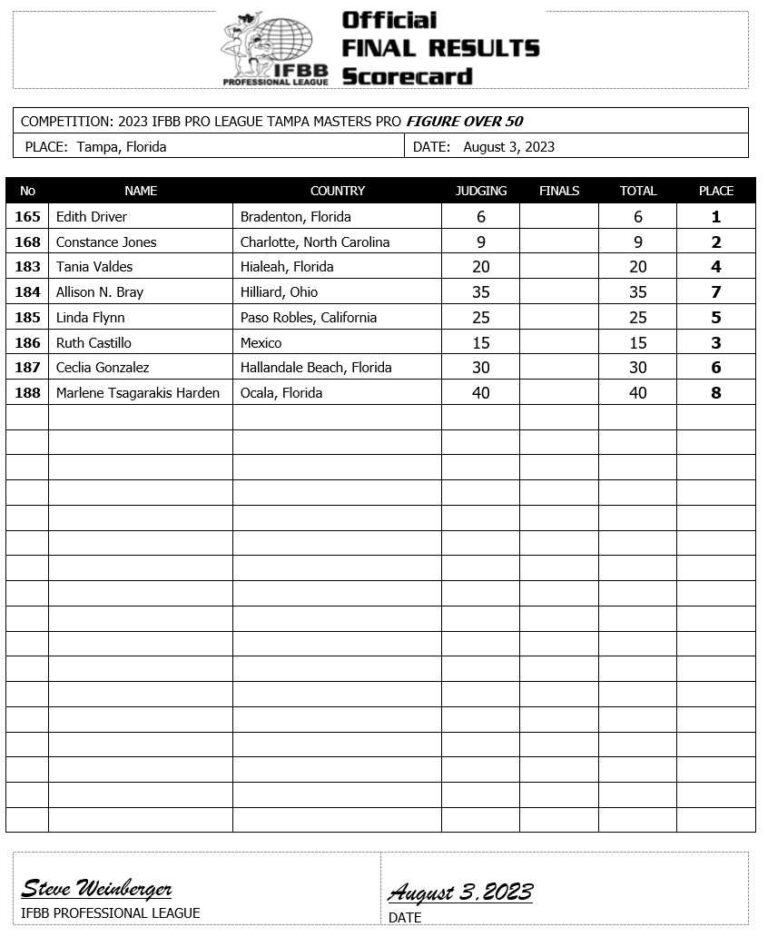 Official
FINAL RESULTS
Scorecard
IFBB
PROFESSIONAL LEAGUE
COMPETITION: 2023 IFBB PRO LEAGUE TAMPA MASTERS PRO FIGURE OVER 50
PLACE: Tampa, Florida DATE: August 3, 2023
No NAME COUNTRY JUDGING FINALS TOTAL PLACE
165 Edith Driver Bradenton, Florida 6 6 1
168 Constance Jones Charlotte, North Carolina 9 9 2
183 Tania Valdes Hialeah, Florida 20 20 4
184 Allison N. Bray Hilliard, Ohio 35 35 7
185 Linda Flynn Paso Robles, California 25 25 5
186 Ruth Castillo Mexico 15 15 3
187 Ceclia Gonzalez Hallandale Beach, Florida 30 30 6
188 Marlene Tsagarakis Harden Ocala, Florida 40 40 8
Steve Weinberger August 3, 2023
IFBB PROFESSIONAL LEAGUE DATE